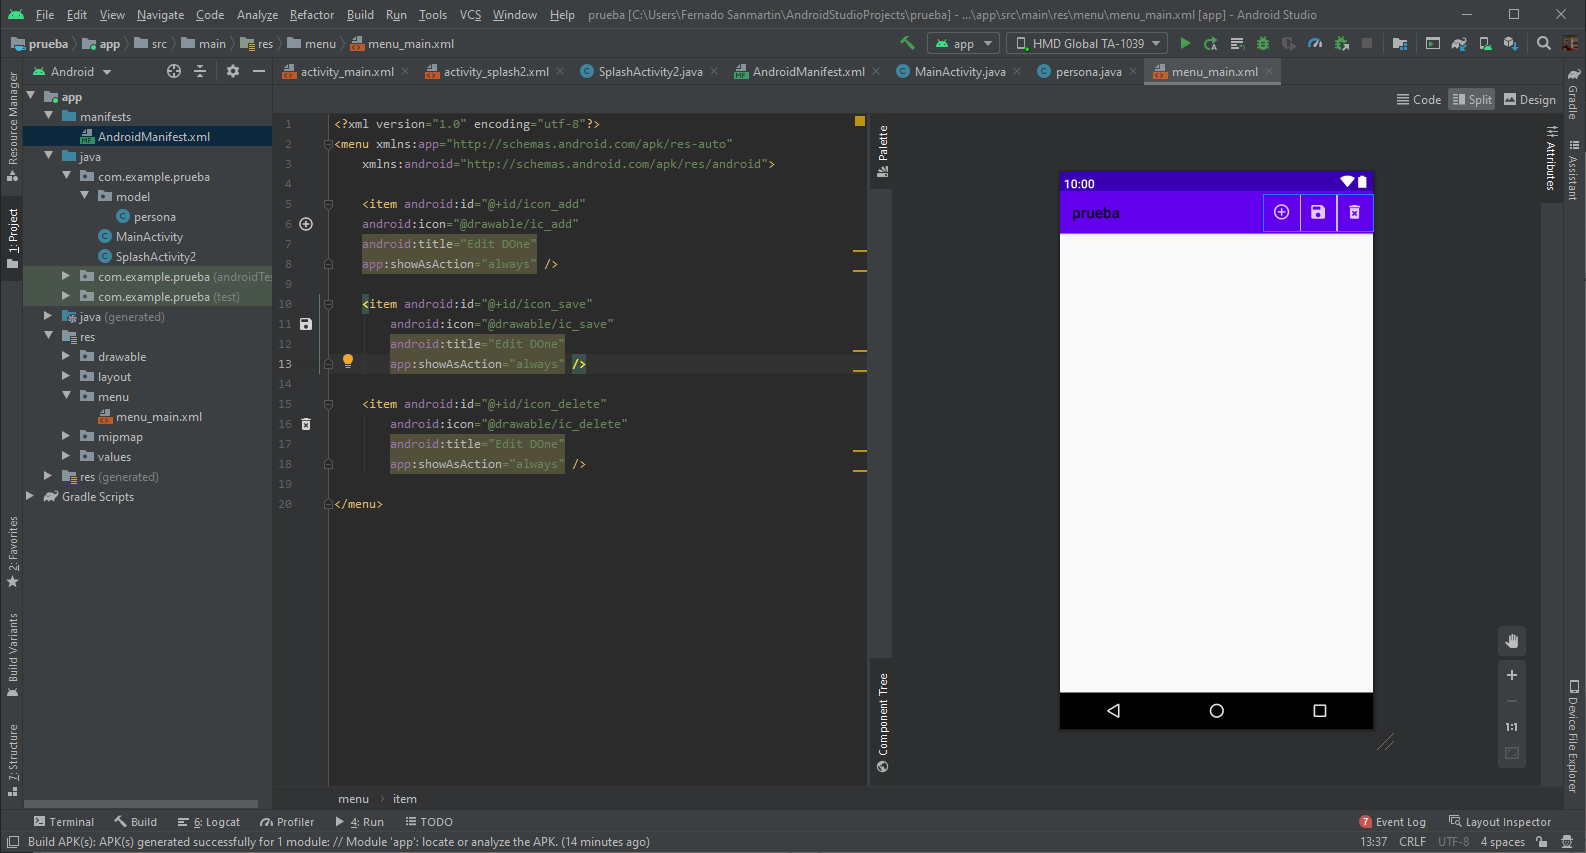 File Edit View Navigate Code Analyze Refactor Build Run Tools VCS Window Help prueba [C:\Users\Fernado Sanmartin\AndroidStudioProjects\prueba] - ...\app\src\main\res\menu\menu_main.xml [app] - Android Studio
prueba app src main res menu menu_main.xml app HMD Global TA-1039
Android activity_main.xml activity_splash2.xml SplashActivity2.java AndroidManifest.xml MainActivity.java persona.java menu_main.xml
Code Split Design
Resource Manager
1: Project
2: Favorites
Build Variants
7: Structure
app
manifests
AndroidManifest.xml
java
com.example.prueba
model
persona
MainActivity
SplashActivity2
com.example.prueba (androidTe
com.example.prueba (test)
java (generated)
res
drawable
layout
menu
menu_main.xml
mipmap
values
res (generated)
Gradle Scripts
1 <?xml version="1.0" encoding="utf-8"?>
2 <menu xmlns:app="http://schemas.android.com/apk/res-auto"
3 xmlns:android="http://schemas.android.com/apk/res/android">
4
5 <item android:id="@+id/icon_add"
6 android:icon="@drawable/ic_add"
7 android:title="Edit DOne"
8 app:showAsAction="always" />
9
10 <item android:id="@+id/icon_save"
11 android:icon="@drawable/ic_save"
12 android:title="Edit DOne"
13 app:showAsAction="always" />
14
15 <item android:id="@+id/icon_delete"
16 android:icon="@drawable/ic_delete"
17 android:title="Edit DOne"
18 app:showAsAction="always" />
19
20 </menu>
Palette
Component Tree
10:00
prueba
1:1
Attributes
Gradle
Assistant
Device File Explorer
menu item
Terminal Build 4: Run 6: Logcat Profiler TODO 7 Event Log Layout Inspector
Build APK(s): APK(s) generated successfully for 1 module: // Module 'app': locate or analyze the APK. (14 minutes ago) 13:37 CRLF UTF-8 4 spaces